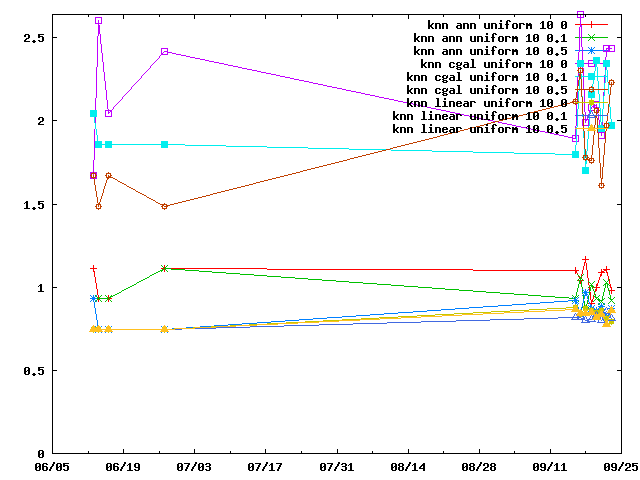 knn ann uniform 10 0
knn ann uniform 10 0.1
knn ann uniform 10 0.5
knn cgal uniform 10 0
knn cgal uniform 10 0.1
knn cgal uniform 10 0.5
knn linear uniform 10 0
knn linear uniform 10 0.1
knn linear uniform 10 0.5
2.5
2
1.5
1
0.5
0
06/05 06/19 07/03 07/17 07/31 08/14 08/28 09/11 09/25